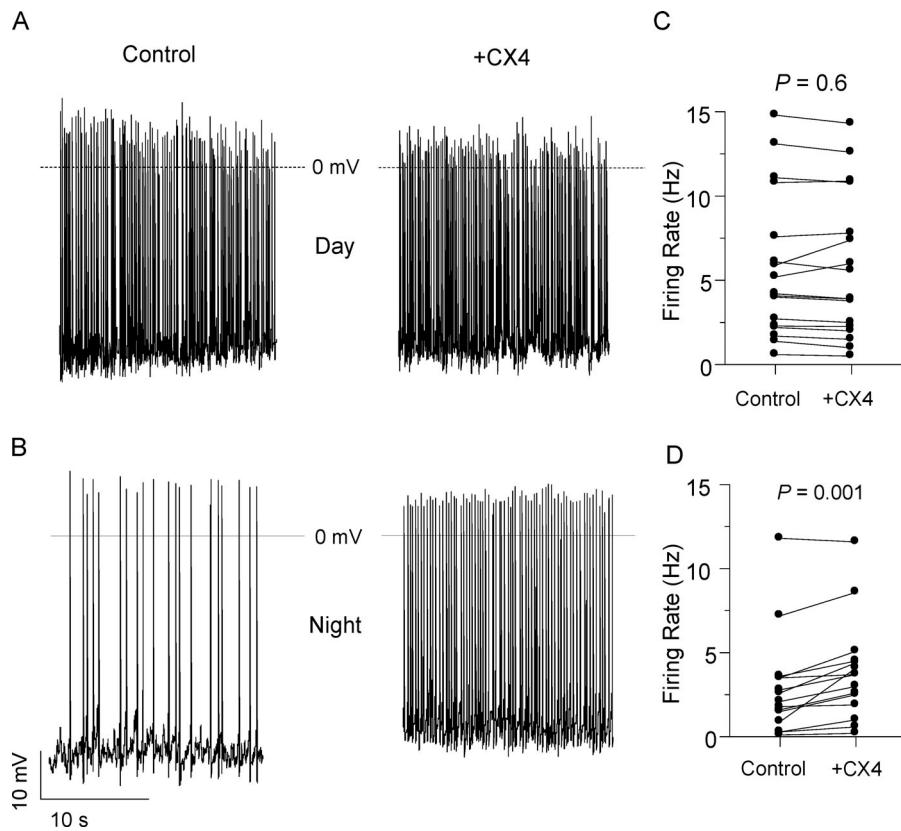 A
Control
+CX4
0 mV
Day
C
P = 0.6
15
10
5
0
Firing Rate (Hz)
Control
+CX4
B
0 mV
Night
10 mV
10 s
D
P = 0.001
15
10
5
0
Firing Rate (Hz)
Control
+CX4